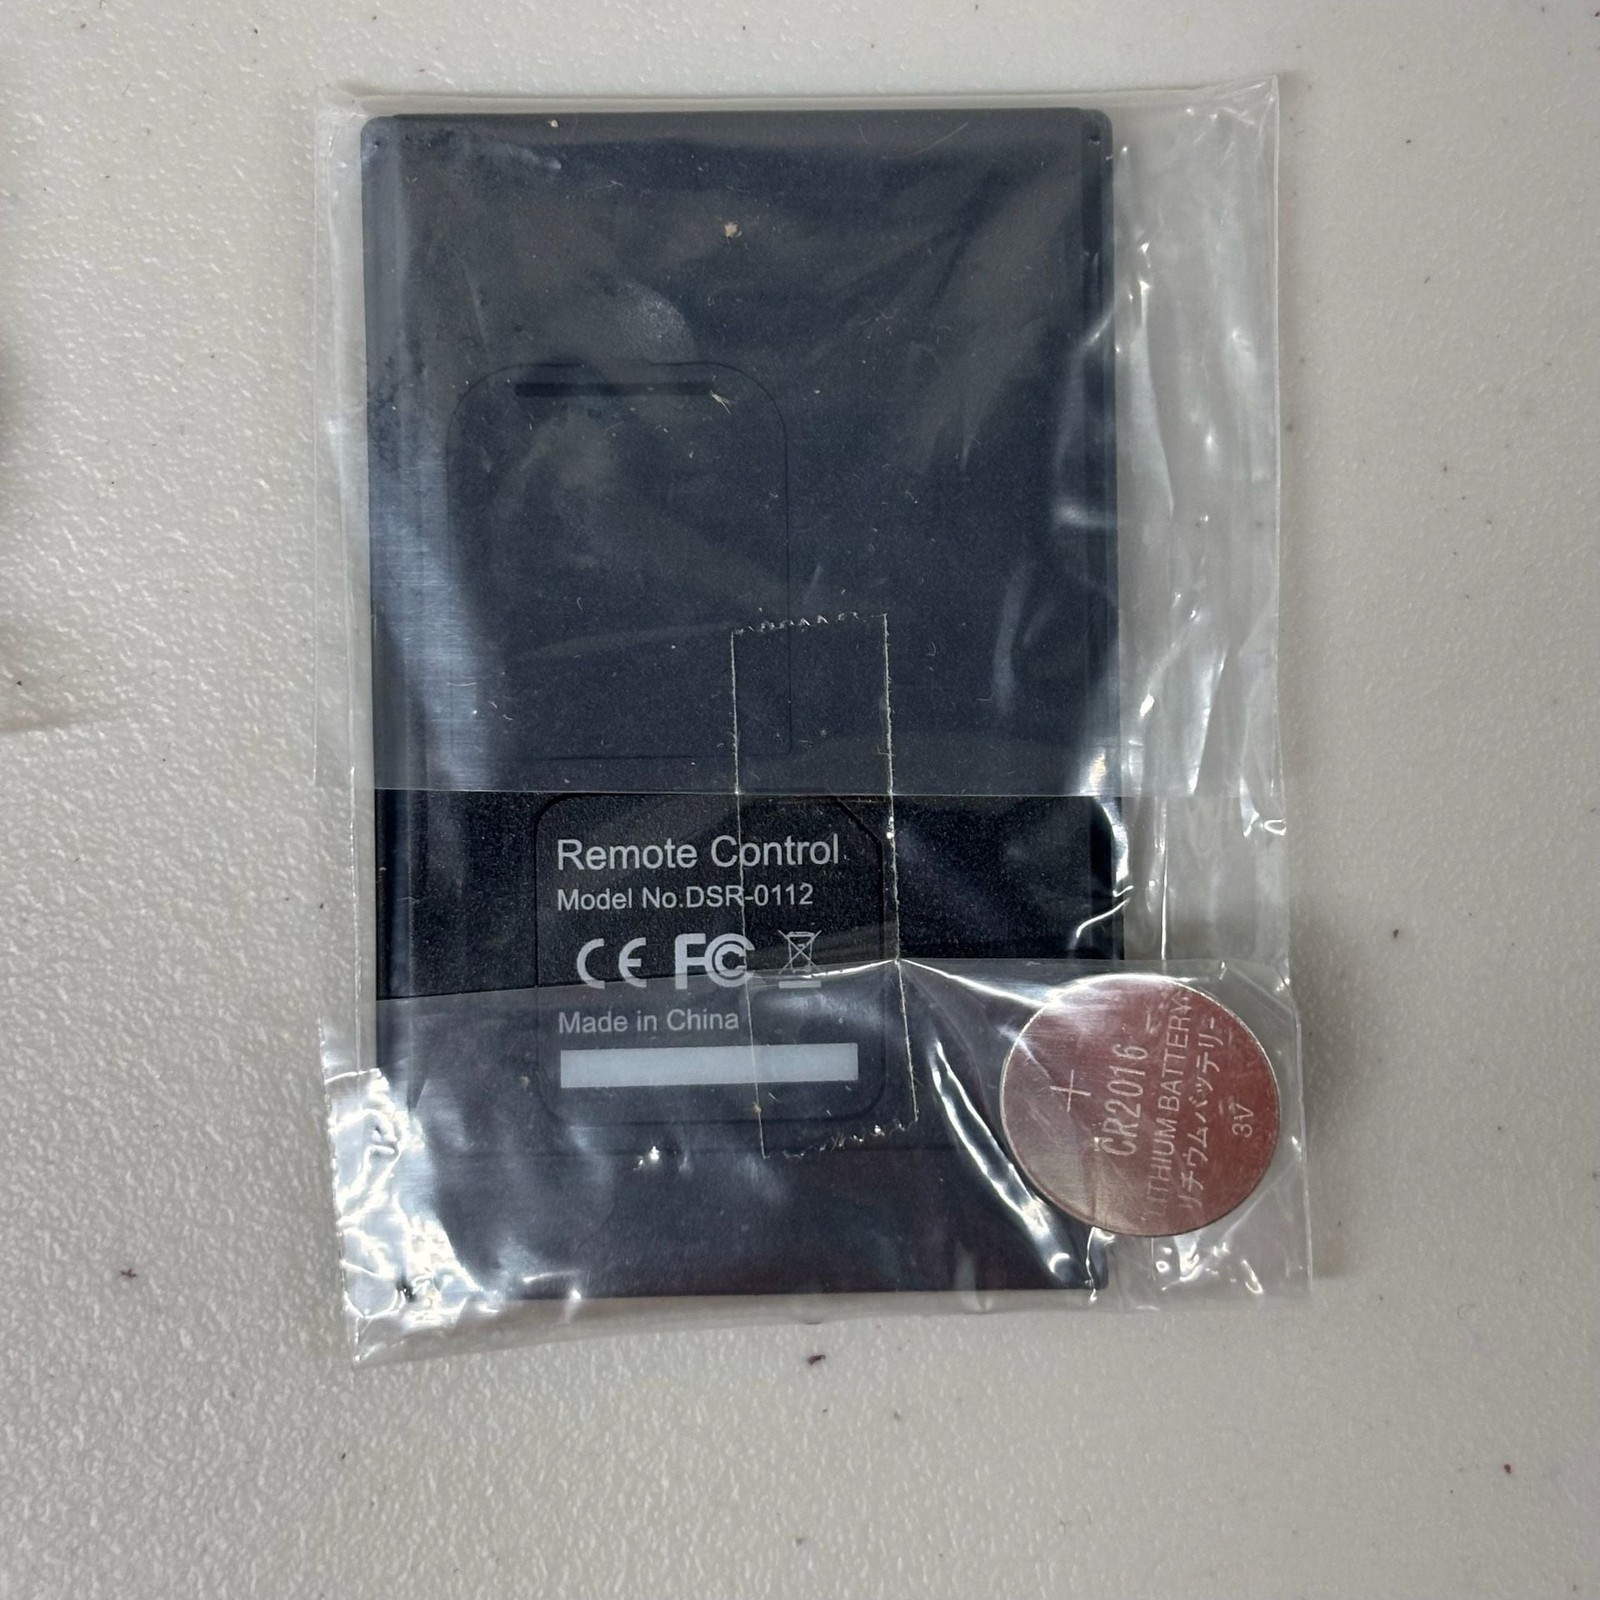 Remote Control
Model No.DSR-0112
CE FC
Made in China
+
CR2016
LITHIUM BATTERY
リチウムバッテリー
3V